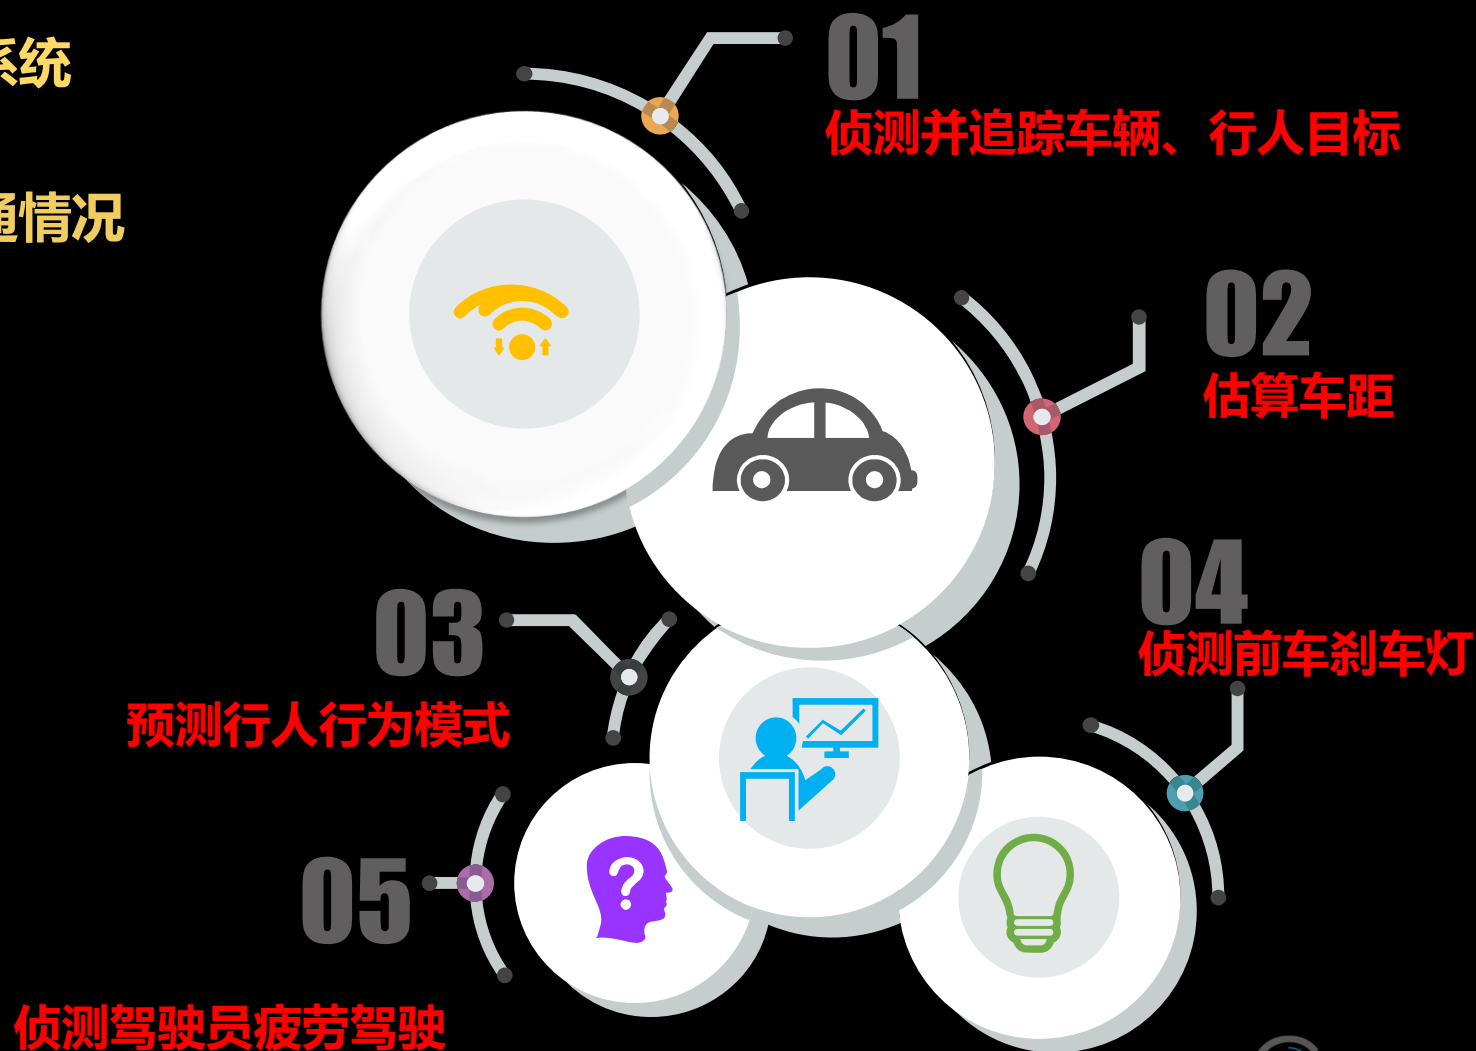 系统
通情况
01
侦测并追踪车辆、行人目标
02
估算车距
03
预测行人行为模式
04
侦测前车刹车灯
05
侦测驾驶员疲劳驾驶